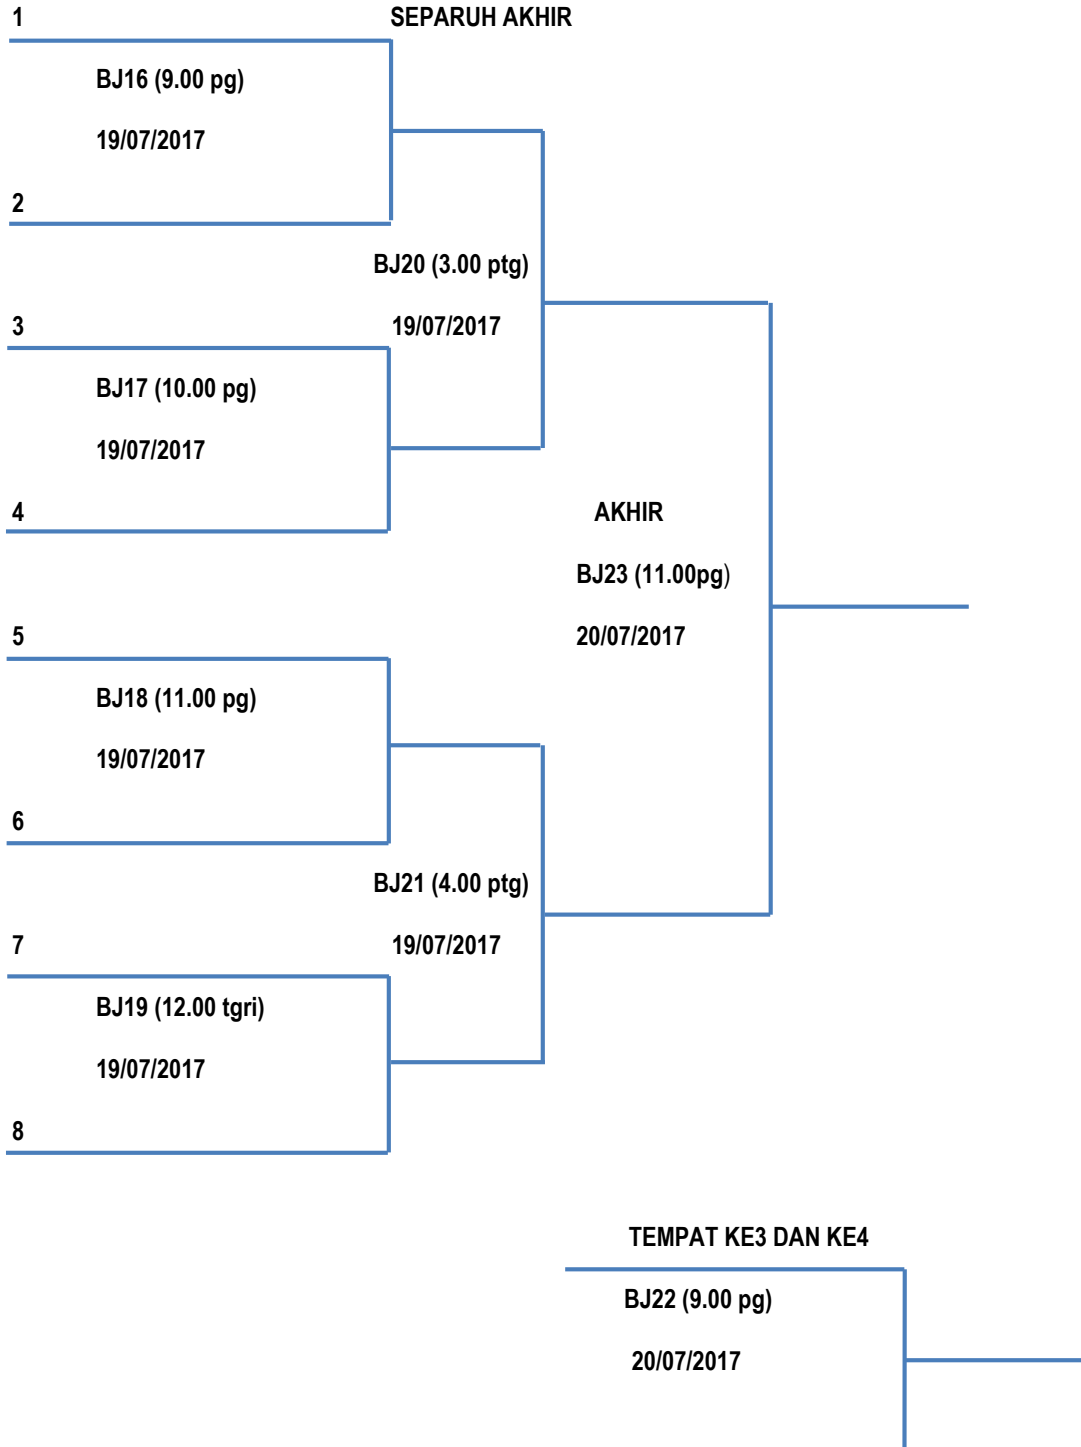 1
SEPARUH AKHIR
BJ16 (9.00 pg)
19/07/2017
2
BJ20 (3.00 ptg)
3
19/07/2017
BJ17 (10.00 pg)
19/07/2017
4
AKHIR
BJ23 (11.00pg)
5
20/07/2017
BJ18 (11.00 pg)
19/07/2017
6
BJ21 (4.00 ptg)
7
19/07/2017
BJ19 (12.00 tgri)
19/07/2017
8
TEMPAT KE3 DAN KE4
BJ22 (9.00 pg)
20/07/2017